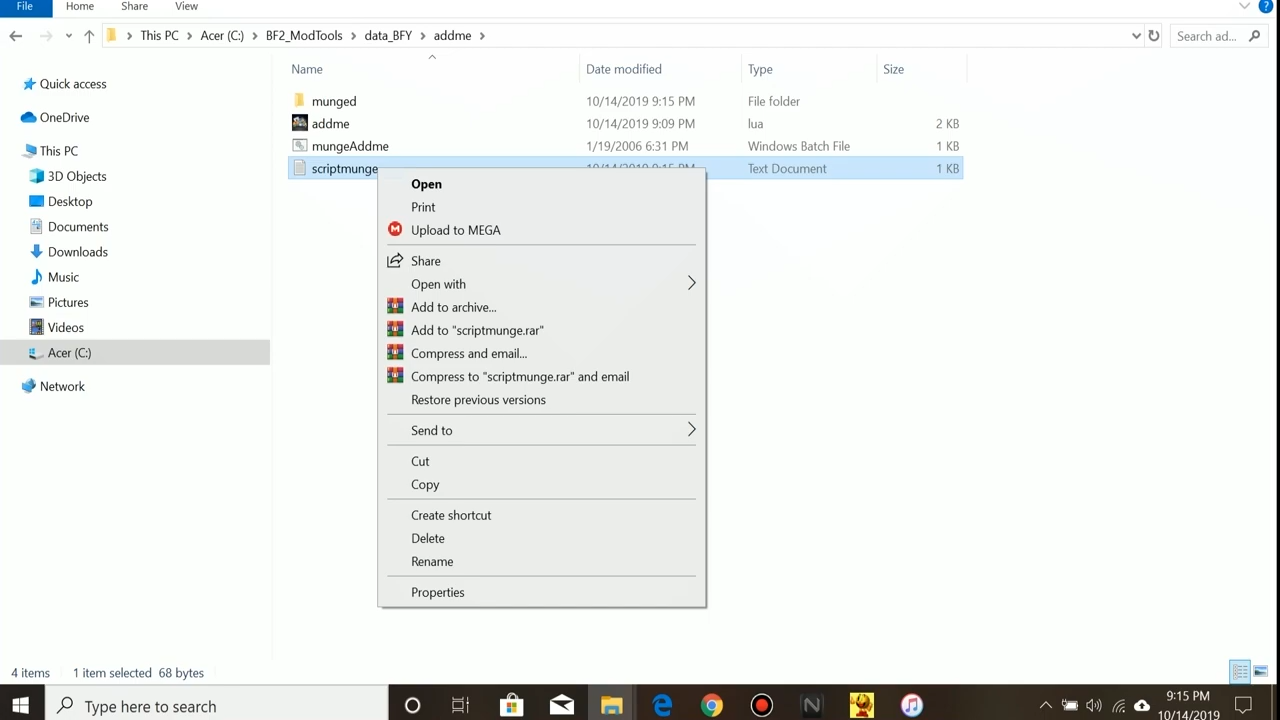 File Home Share View
This PC > Acer (C:) > BF2_ModTools > data_BFY > addme >
Search ad...
Name Date modified Type Size
Quick access
OneDrive
This PC
3D Objects
Desktop
Documents
Downloads
Music
Pictures
Videos
Acer (C:)
Network
munged 10/14/2019 9:15 PM File folder
addme 10/14/2019 9:09 PM lua 2 KB
mungeAddme 1/19/2006 6:31 PM Windows Batch File 1 KB
scriptmunge 10/14/2019 9:15 PM Text Document 1 KB
Open
Print
Upload to MEGA
Share
Open with
Add to archive...
Add to "scriptmunge.rar"
Compress and email...
Compress to "scriptmunge.rar" and email
Restore previous versions
Send to
Cut
Copy
Create shortcut
Delete
Rename
Properties
4 items 1 item selected 68 bytes
Type here to search
9:15 PM
10/14/2019